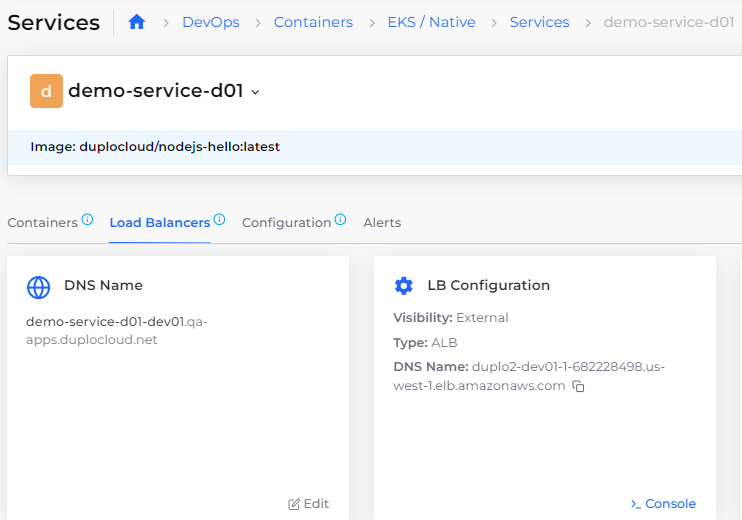 Services DevOps Containers EKS / Native Services demo-service-d01
d demo-service-d01
Image: duplocloud/nodejs-hello:latest
Containers Load Balancers Configuration Alerts
DNS Name
demo-service-d01-dev01.qa-
apps.duplocloud.net
Edit
LB Configuration
Visibility: External
Type: ALB
DNS Name: duplo2-dev01-1-682228498.us-
west-1.elb.amazonaws.com
Console